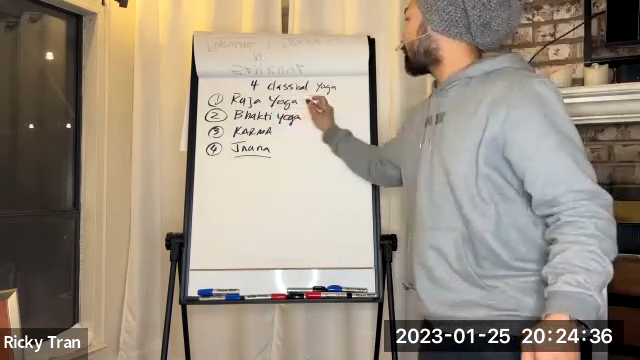 4 classical yoga
① Raja Yoga
② Bhakti yoga
③ KARMA
④ Jnana
Ricky Tran
2023-01-25 20:24:36